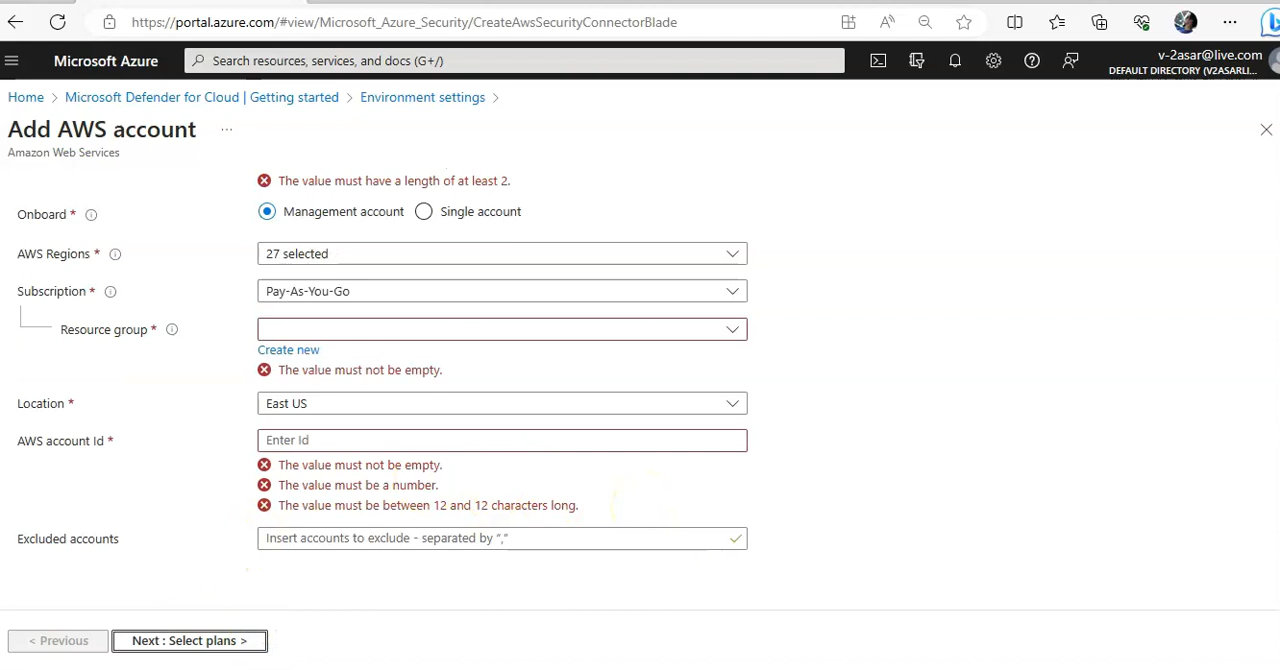 https://portal.azure.com/#view/Microsoft_Azure_Security/CreateAwsSecurityConnectorBlade
Microsoft Azure
Search resources, services, and docs (G+/)
v-2asar@live.com
DEFAULT DIRECTORY (V2ASARLI...
Home > Microsoft Defender for Cloud | Getting started > Environment settings >
Add AWS account ...
Amazon Web Services
The value must have a length of at least 2.
Onboard * Management account Single account
AWS Regions * 27 selected
Subscription * Pay-As-You-Go
Resource group *
Create new
The value must not be empty.
Location * East US
AWS account Id * Enter Id
The value must not be empty.
The value must be a number.
The value must be between 12 and 12 characters long.
Excluded accounts Insert accounts to exclude - separated by “,”
< Previous Next : Select plans >